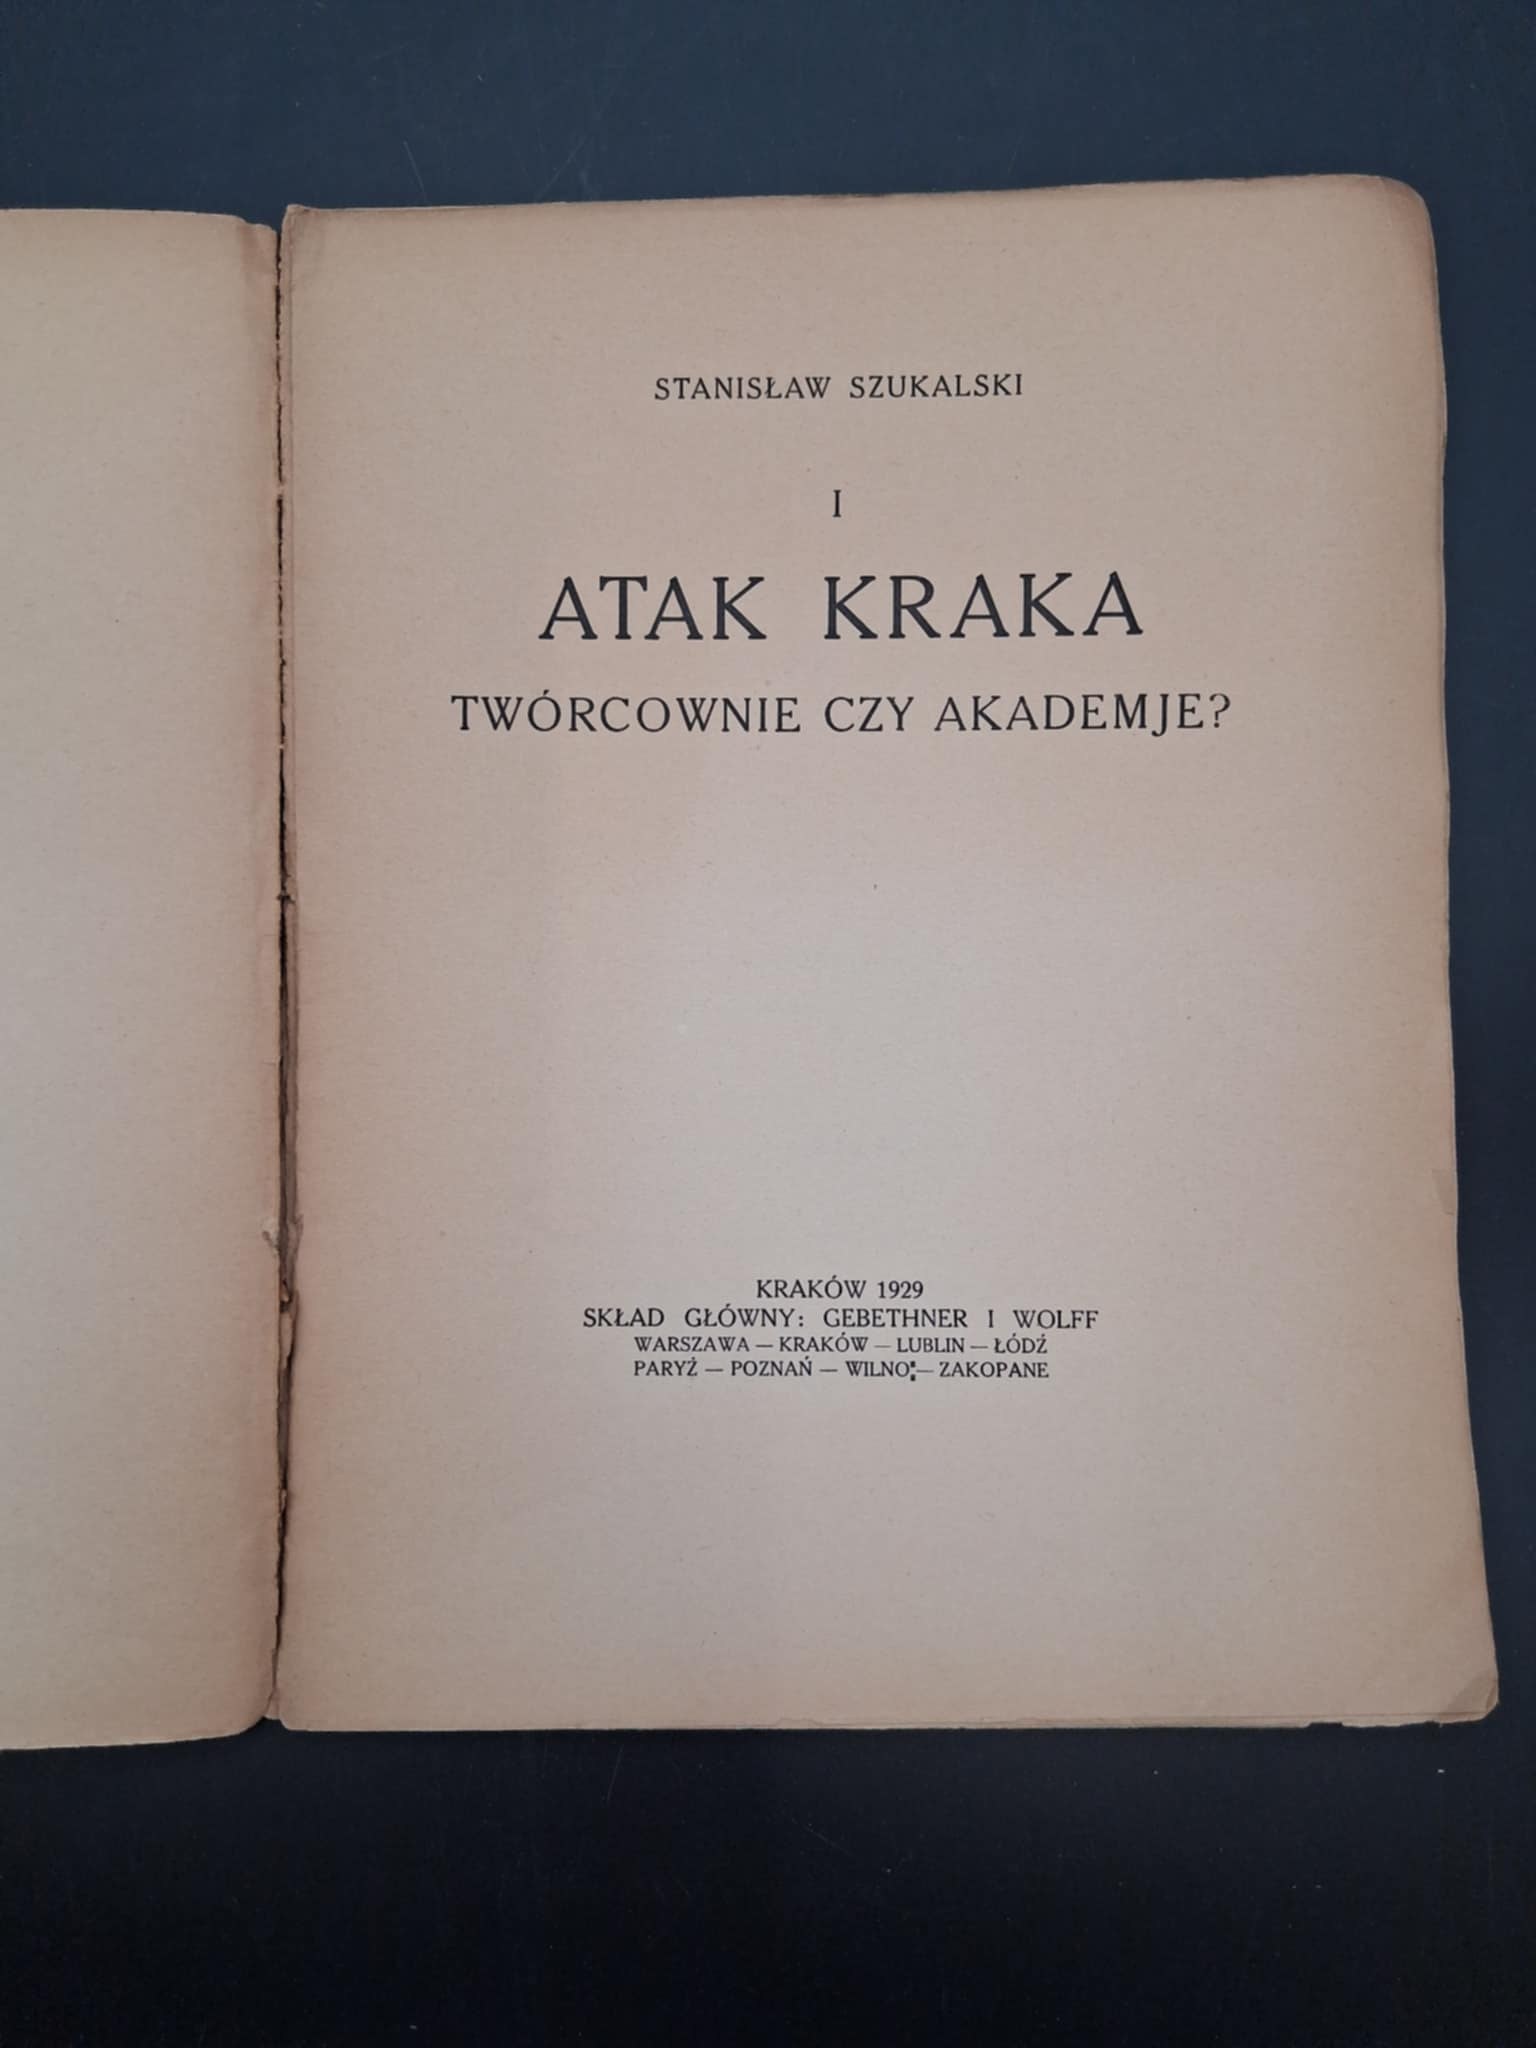 STANISŁAW SZUKALSKI
I
ATAK KRAKA
TWÓRCOWNIE CZY AKADEMJE?
KRAKÓW 1929
SKŁAD GŁÓWNY: GEBETHNER I WOLFF
WARSZAWA — KRAKÓW — LUBLIN — ŁÓDŹ
PARYŻ — POZNAŃ — WILNO — ZAKOPANE